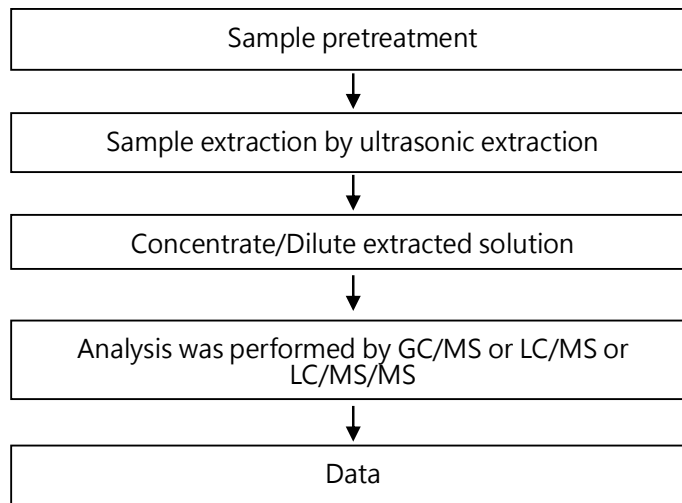 Sample pretreatment
Sample extraction by ultrasonic extraction
Concentrate/Dilute extracted solution
Analysis was performed by GC/MS or LC/MS or
LC/MS/MS
Data